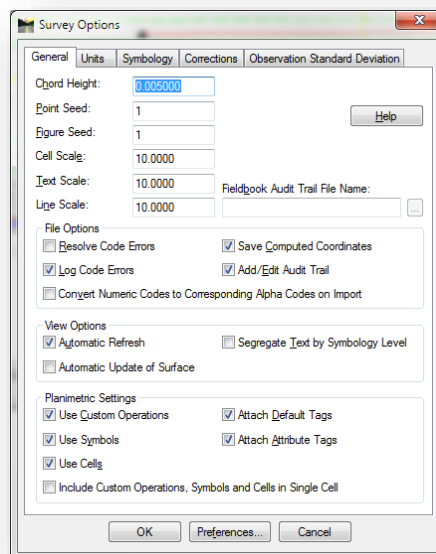 Survey Options
General Units Symbology Corrections Observation Standard Deviation
Chord Height: 0.005000
Point Seed: 1
Help
Figure Seed: 1
Cell Scale: 10.0000
Text Scale: 10.0000 Fieldbook Audit Trail File Name:
Line Scale: 10.0000 ...
File Options
Resolve Code Errors Save Computed Coordinates
Log Code Errors Add/Edit Audit Trail
Convert Numeric Codes to Corresponding Alpha Codes on Import
View Options
Automatic Refresh Segregate Text by Symbology Level
Automatic Update of Surface
Planimetric Settings
Use Custom Operations Attach Default Tags
Use Symbols Attach Attribute Tags
Use Cells
Include Custom Operations, Symbols and Cells in Single Cell
OK Preferences... Cancel